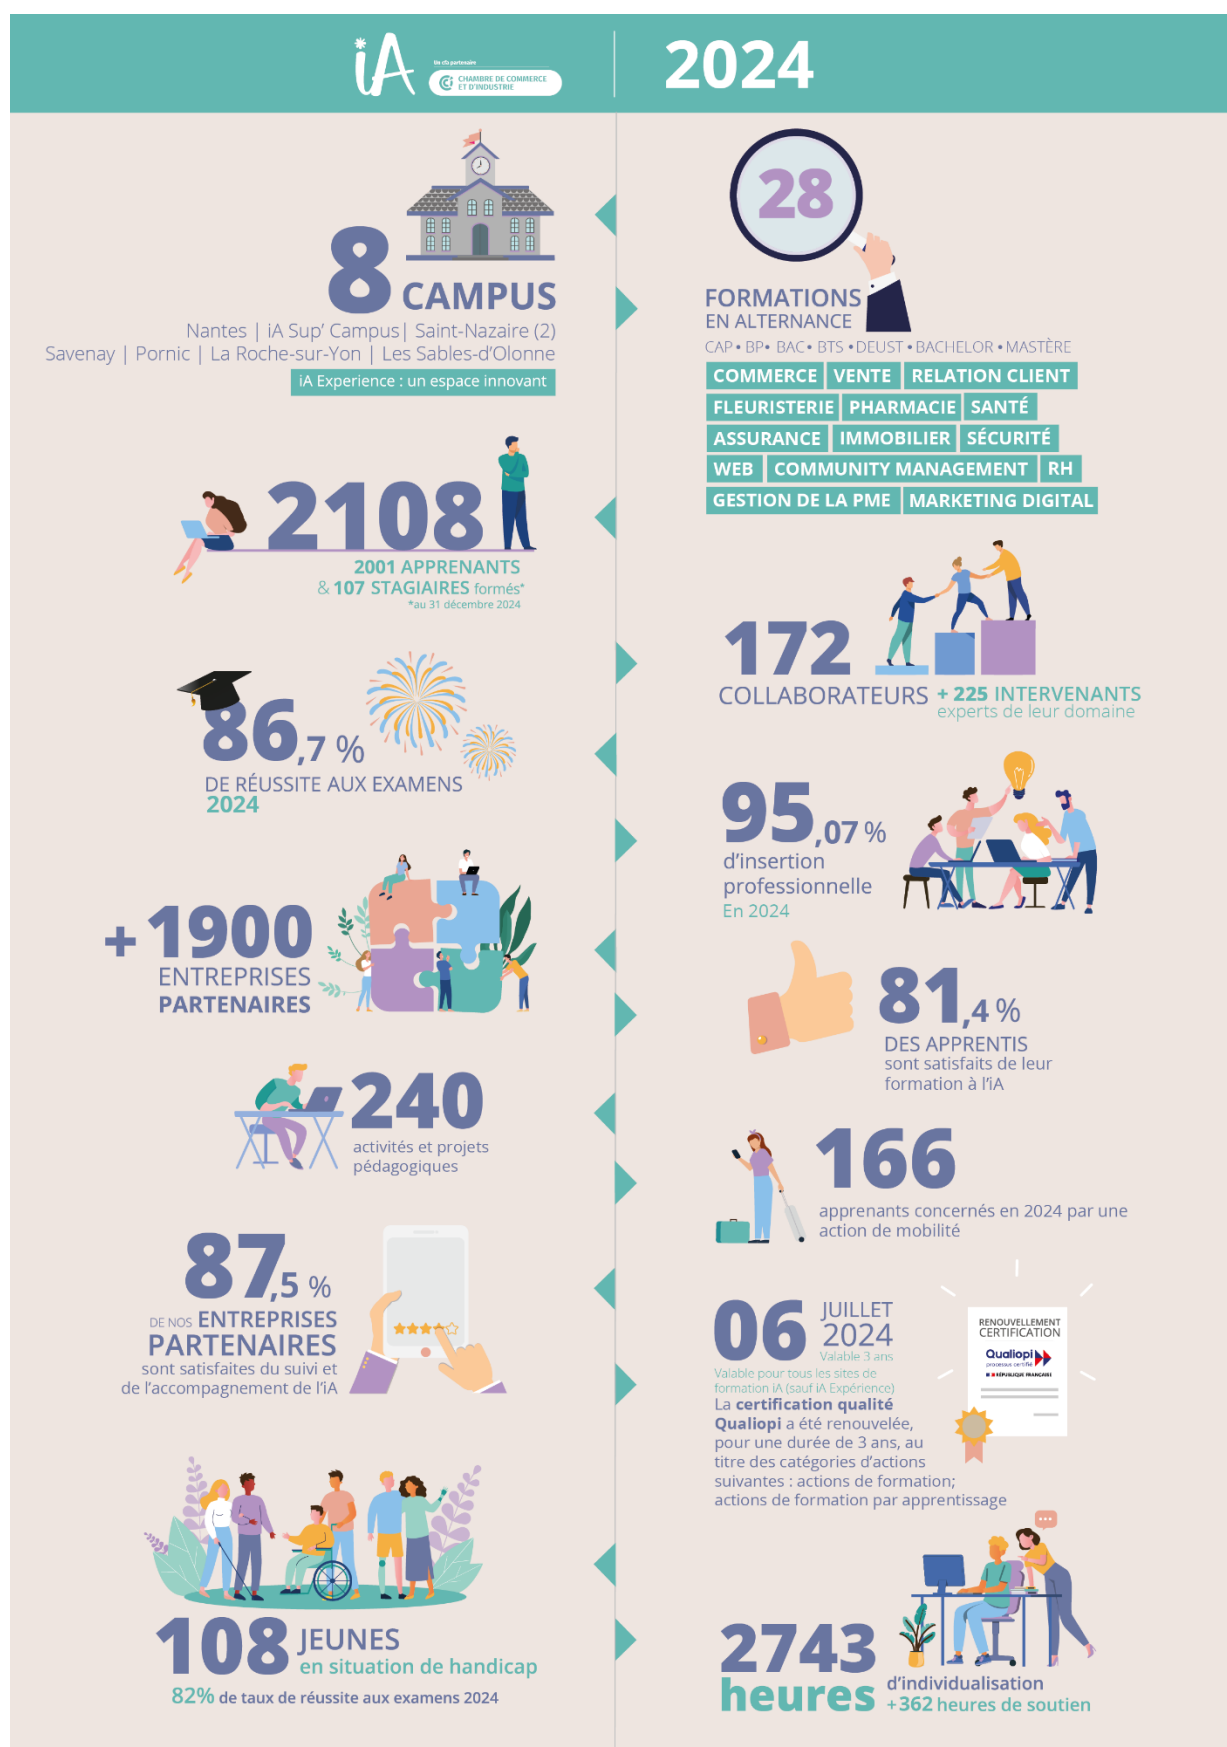 iA
Un cfa partenaire
CCI CHAMBRE DE COMMERCE
ET D'INDUSTRIE
2024
8 CAMPUS
Nantes | iA Sup' Campus| Saint-Nazaire (2)
Savenay | Pornic | La Roche-sur-Yon | Les Sables-d'Olonne
iA Experience : un espace innovant
2108
2001 APPRENANTS
& 107 STAGIAIRES formés*
*au 31 décembre 2024
86,7 %
DE RÉUSSITE AUX EXAMENS
2024
+ 1900
ENTREPRISES
PARTENAIRES
240
activités et projets
pédagogiques
87,5 %
DE NOS ENTREPRISES
PARTENAIRES
sont satisfaites du suivi et
de l'accompagnement de l'iA
108 JEUNES
en situation de handicap
82% de taux de réussite aux examens 2024
28
FORMATIONS
EN ALTERNANCE
CAP • BP• BAC • BTS • DEUST • BACHELOR • MASTÈRE
COMMERCE VENTE RELATION CLIENT
FLEURISTERIE PHARMACIE SANTÉ
ASSURANCE IMMOBILIER SÉCURITÉ
WEB COMMUNITY MANAGEMENT RH
GESTION DE LA PME MARKETING DIGITAL
172
COLLABORATEURS + 225 INTERVENANTS
experts de leur domaine
95,07 %
d'insertion
professionnelle
En 2024
81,4 %
DES APPRENTIS
sont satisfaits de leur
formation à l'iA
166
apprenants concernés en 2024 par une
action de mobilité
06 JUILLET
2024
Valable 3 ans
Valable pour tous les sites de
formation iA (sauf iA Expérience)
La certification qualité
Qualiopi a été renouvelée,
pour une durée de 3 ans, au
titre des catégories d'actions
suivantes : actions de formation;
actions de formation par apprentissage
RENOUVELLEMENT
CERTIFICATION
Qualiopi
processus certifié
RÉPUBLIQUE FRANÇAISE
2743
heures d'individualisation
+ 362 heures de soutien